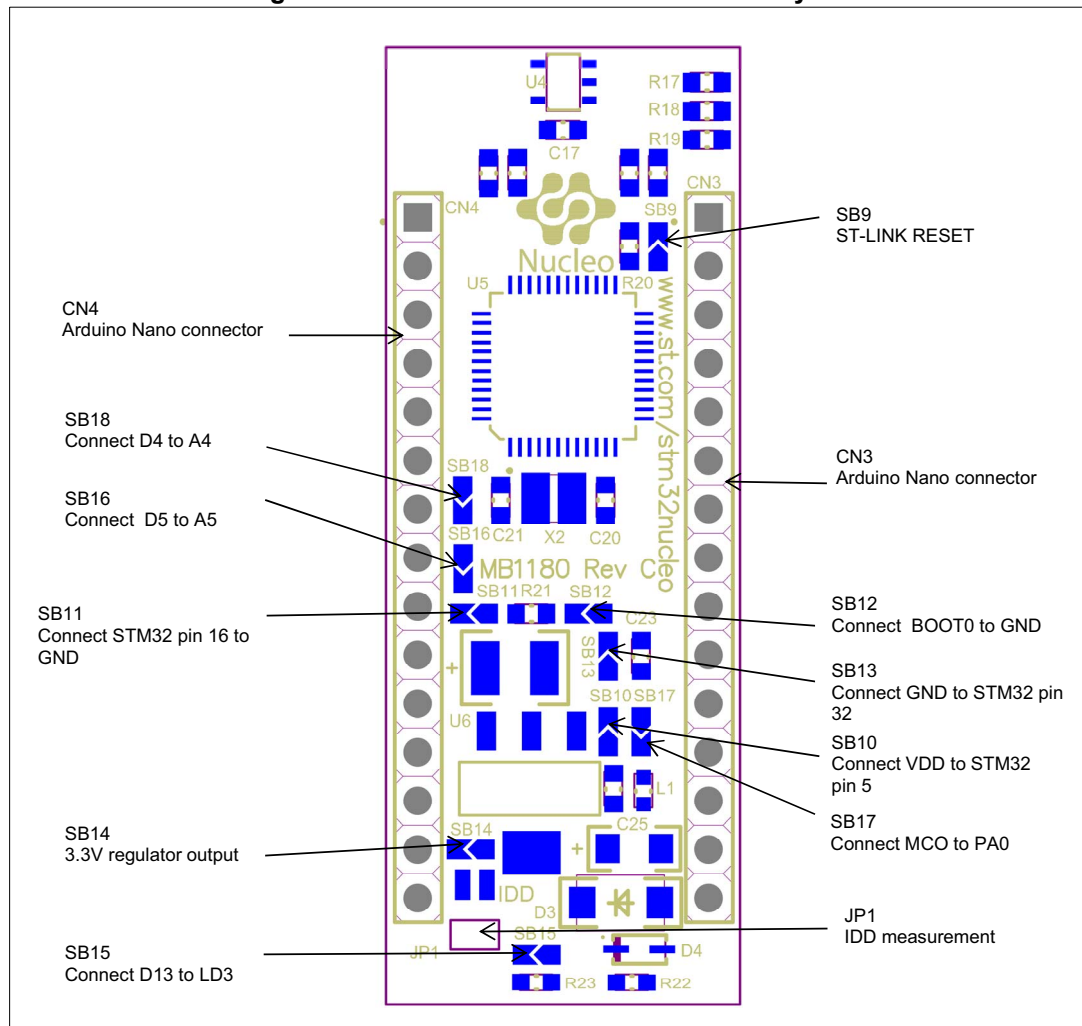 U4
R17
R18
R19
C17
CN4
CN3
SB9
Nucleo
U5
R20
www.st.com/stm32nucleo
SB9
ST-LINK RESET
CN4
Arduino Nano connector
SB18
Connect D4 to A4
SB16
Connect D5 to A5
CN3
Arduino Nano connector
SB18
SB16
C21
X2
C20
MB1180 Rev C
SB11
R21
SB12
C23
SB11
Connect STM32 pin 16 to
GND
SB12
Connect BOOT0 to GND
SB13
Connect GND to STM32 pin
32
SB10
Connect VDD to STM32
pin 5
SB17
Connect MCO to PA0
+
SB13
SB10
SB17
U6
L1
SB14
3.3V regulator output
SB14
C25
+
IDD
D3
JP1
SB15
D4
JP1
IDD measurement
SB15
Connect D13 to LD3
R23
R22